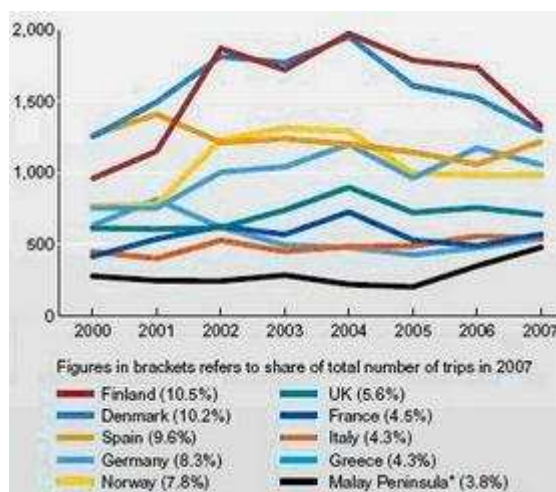 2,000
1,500
1,000
500
0
2000 2001 2002 2003 2004 2005 2006 2007
Figures in brackets refers to share of total number of trips in 2007
Finland (10.5%) UK (5.6%)
Denmark (10.2%) France (4.5%)
Spain (9.6%) Italy (4.3%)
Germany (8.3%) Greece (4.3%)
Norway (7.8%) Malay Peninsula* (3.8%)